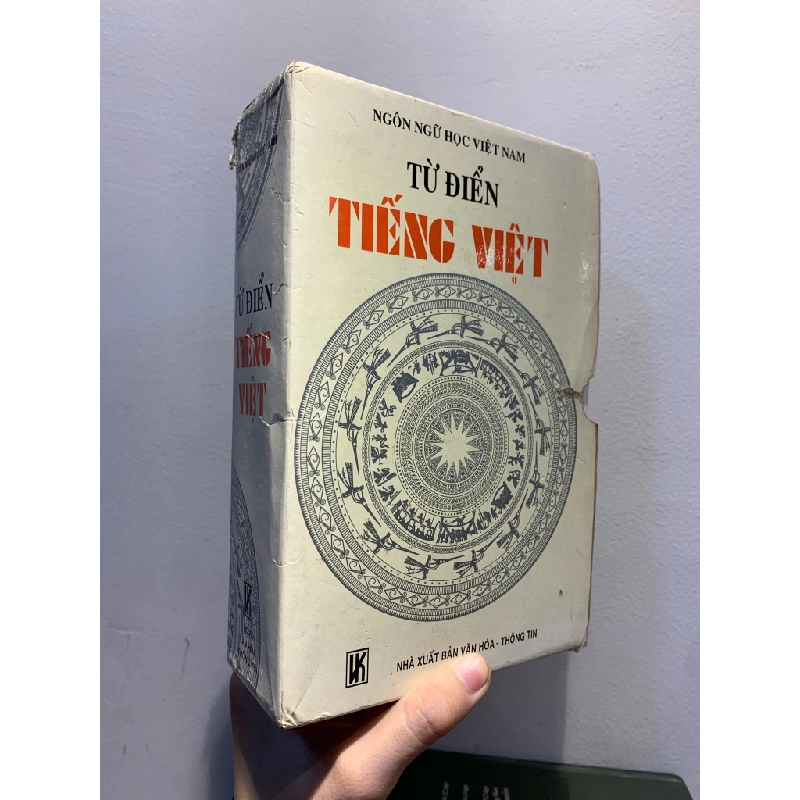 NGÔN NGỮ HỌC VIỆT NAM
TỪ ĐIỂN
TIẾNG VIỆT
NHÀ XUẤT BẢN VĂN HÓA - THÔNG TIN
TỪ ĐIỂN
TIẾNG
VIỆT